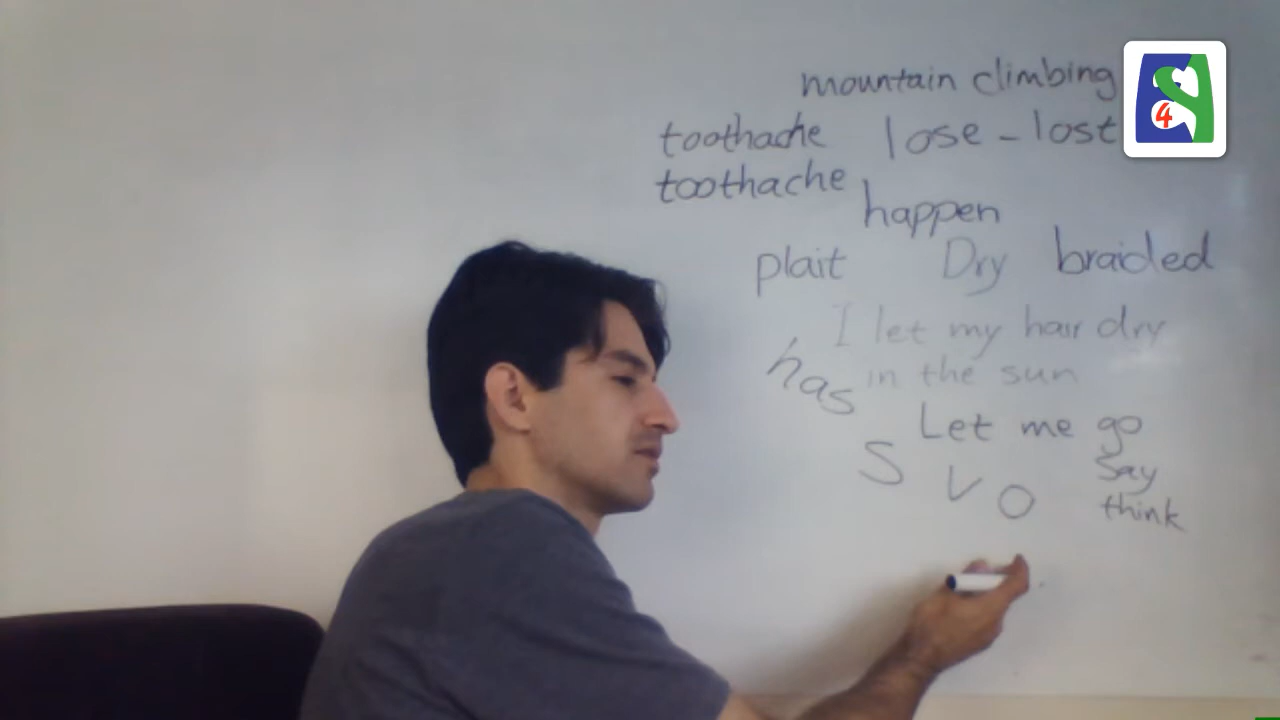 mountain climbing
toothache lose - lost
toothache
happen
plait Dry braided
I let my hair dry
has in the sun
Let me go
S V O say
think
4